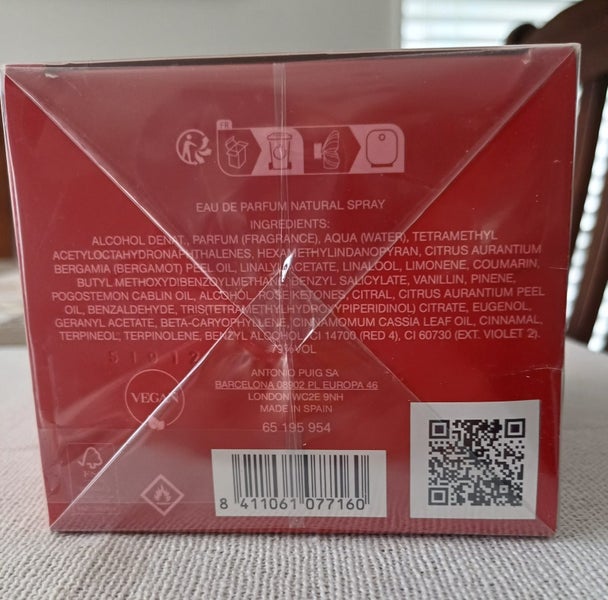 FR
EAU DE PARFUM NATURAL SPRAY
INGREDIENTS:
ALCOHOL DENAT., PARFUM (FRAGRANCE), AQUA (WATER), TETRAMETHYL
ACETYLOCTAHYDRONAPHTHALENES, HEXAMETHYLINDANOPYRAN, CITRUS AURANTIUM
BERGAMIA (BERGAMOT) PEEL OIL, LINALYL ACETATE, LINALOOL, LIMONENE, COUMARIN,
BUTYL METHOXYDIBENZOYLMETHANE, BENZYL SALICYLATE, VANILLIN, PINENE,
POGOSTEMON CABLIN OIL, ALCOHOL, ROSE KETONES, CITRAL, CITRUS AURANTIUM PEEL
OIL, BENZALDEHYDE, TRIS(TETRAMETHYLHYDROXYPIPERIDINOL) CITRATE, EUGENOL,
GERANYL ACETATE, BETA-CARYOPHYLLENE, CINNAMOMUM CASSIA LEAF OIL, CINNAMAL,
TERPINEOL, TERPINOLENE, BENZYL ALCOHOL, CI 14700 (RED 4), CI 60730 (EXT. VIOLET 2).
VOL
ANTONIO PUIG SA
BARCELONA 08902 PL EUROPA 46
LONDON WC2E 9NH
MADE IN SPAIN
65 195 954
VEGAN
8 411061 077160